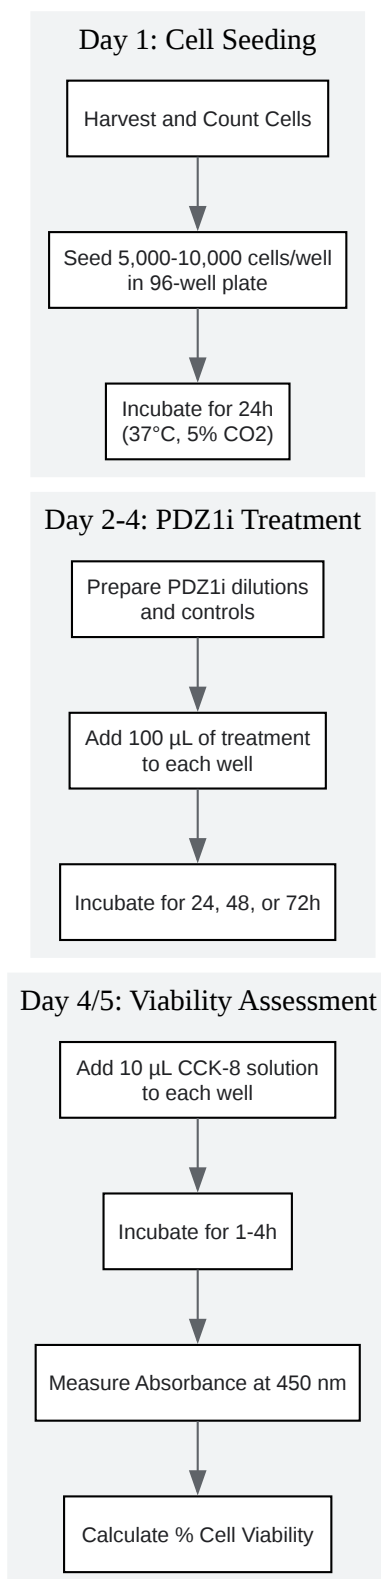 Day 1: Cell Seeding
Harvest and Count Cells
Seed 5,000-10,000 cells/well
in 96-well plate
Incubate for 24h
(37°C, 5% CO2)
Day 2-4: PDZ1i Treatment
Prepare PDZ1i dilutions
and controls
Add 100 µL of treatment
to each well
Incubate for 24, 48, or 72h
Day 4/5: Viability Assessment
Add 10 µL CCK-8 solution
to each well
Incubate for 1-4h
Measure Absorbance at 450 nm
Calculate % Cell Viability